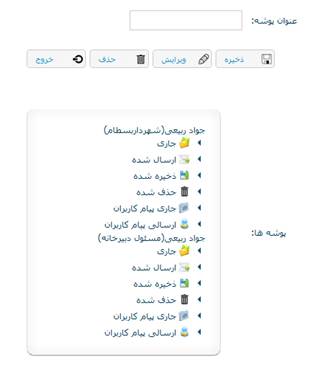 عنوان پوشه:
ذخیره ویرایش حذف خروج
جواد ربیعی(شهرداربسطام)
جاری
ارسال شده
ذخیره شده
حذف شده
جاری پیام کاربران
ارسالی پیام کاربران
پوشه ها:
جواد ربیعی(مسئول دبیرخانه)
جاری
ارسال شده
ذخیره شده
حذف شده
جاری پیام کاربران
ارسالی پیام کاربران